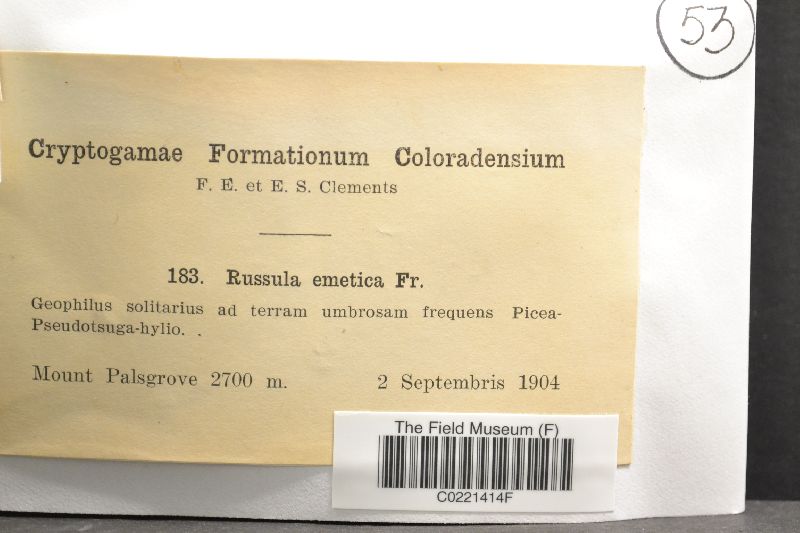 53
Cryptogamae Formationum Coloradensium
F. E. et E. S. Clements
183. Russula emetica Fr.
Geophilus solitarius ad terram umbrosam frequens Picea-
Pseudotsuga-hylio. .
Mount Palsgrove 2700 m. 2 Septembris 1904
The Field Museum (F)
C0221414F